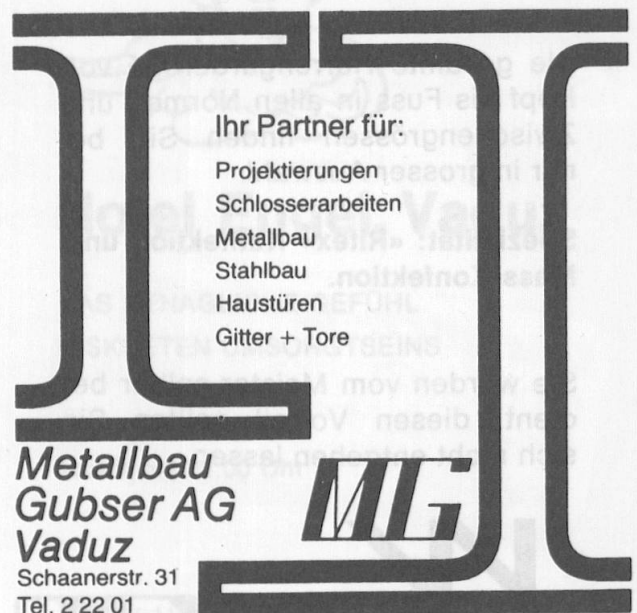 Ihr Partner für:
Projektierungen
Schlosserarbeiten
Metallbau
Stahlbau
Haustüren
Gitter + Tore
Metallbau
Gubser AG
Vaduz
Schaanerstr. 31
Tel. 2 22 01
MG